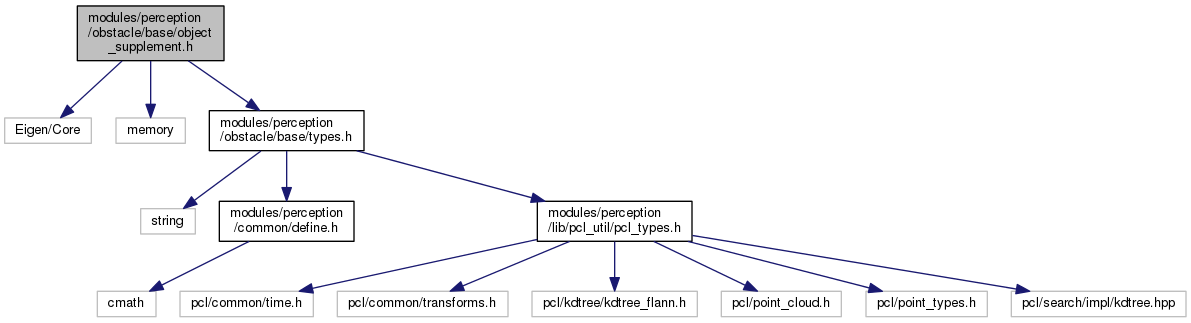 modules/perception
/obstacle/base/object
_supplement.h
Eigen/Core
memory
modules/perception
/obstacle/base/types.h
string
modules/perception
/common/define.h
modules/perception
/lib/pcl_util/pcl_types.h
cmath
pcl/common/time.h
pcl/common/transforms.h
pcl/kdtree/kdtree_flann.h
pcl/point_cloud.h
pcl/point_types.h
pcl/search/impl/kdtree.hpp